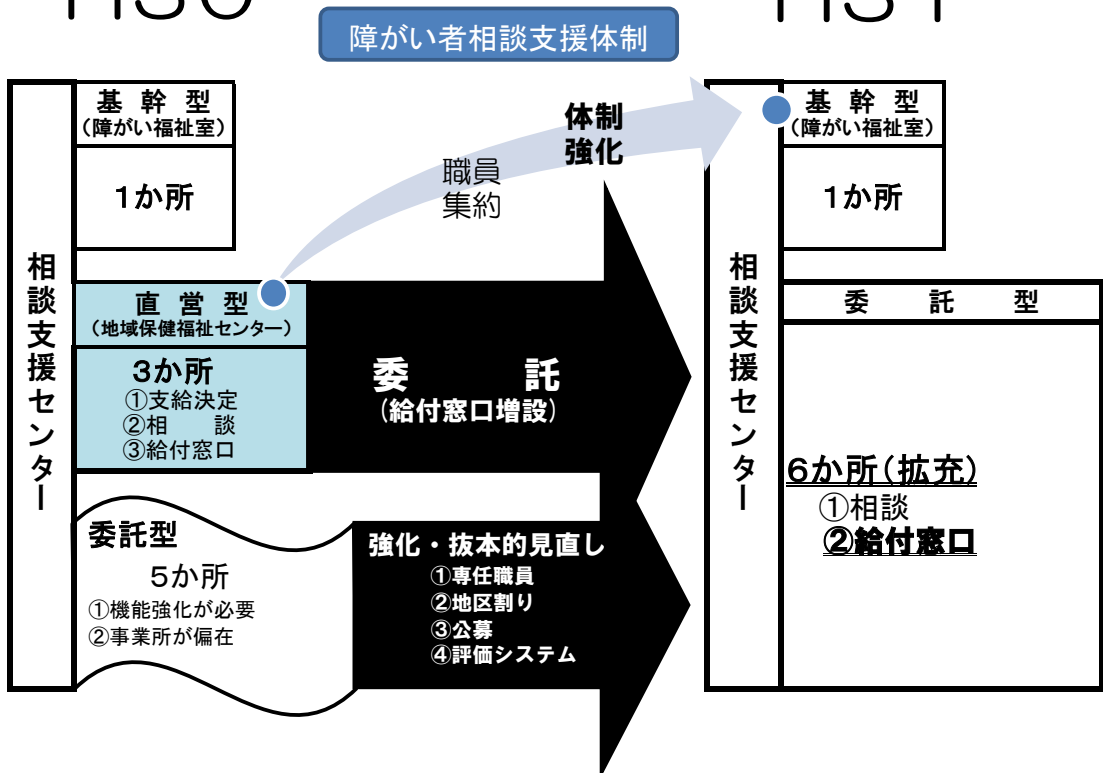 障がい者相談支援体制
相談支援センター
基幹型
（障がい福祉室）
１か所
直営型
（地域保健福祉センター）
３か所
①支給決定
②相　　談
③給付窓口
委託型
５か所
①機能強化が必要
②事業所が偏在
職員
集約
体制
強化
委　　託
（給付窓口増設）
強化・抜本的見直し
①専任職員
②地区割り
③公募
④評価システム
相談支援センター
基幹型
（障がい福祉室）
１か所
委　託　型
６か所（拡充）
①相談
②給付窓口